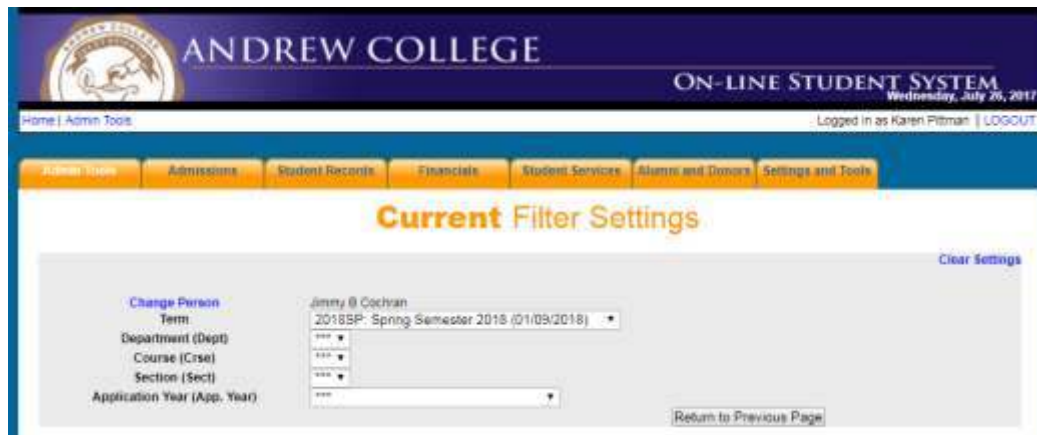 ANDREW COLLEGE
ON-LINE STUDENT SYSTEM
Wednesday, July 26, 2017
Home | Admin Tools
Logged in as Karen Pittman | LOGOUT
Admin Tools Admissions Student Records Financials Student Services Alumni and Donors Settings and Tools
Current Filter Settings
Clear Settings
Change Person Jimmy B Cochran
Term 2018SP: Spring Semester 2018 (01/09/2018)
Department (Dept) ***
Course (Crse) ***
Section (Sect) ***
Application Year (App. Year) ***
Return to Previous Page